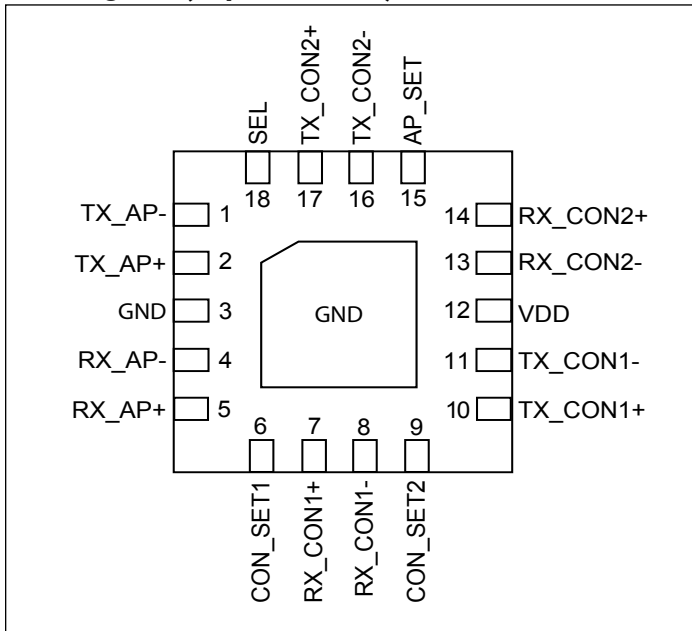 SEL
TX_CON2+
TX_CON2-
AP_SET
18
17
16
15
TX_AP- 1
TX_AP+ 2
GND 3
RX_AP- 4
RX_AP+ 5
GND
14 RX_CON2+
13 RX_CON2-
12 VDD
11 TX_CON1-
10 TX_CON1+
6
7
8
9
CON_SET1
RX_CON1+
RX_CON1-
CON_SET2